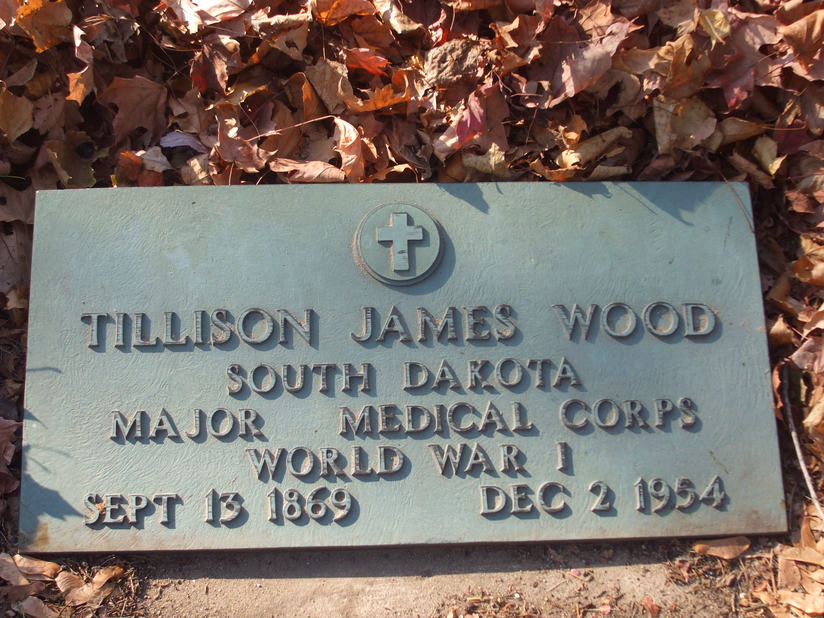 TILLISON JAMES WOOD
SOUTH DAKOTA
MAJOR MEDICAL CORPS
WORLD WAR I
SEPT 13 1869 DEC 2 1954